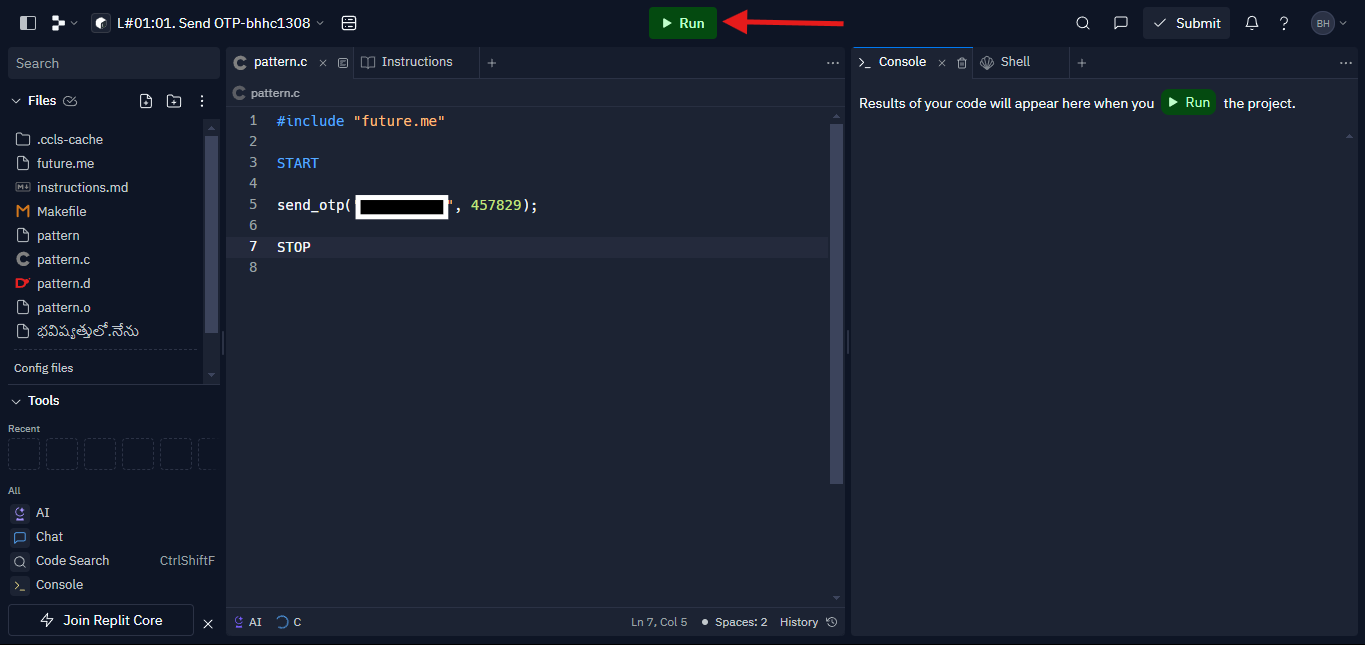 L#01:01. Send OTP-bhhc1308
Run
Submit
BH
Search
Files
.ccls-cache
future.me
instructions.md
Makefile
pattern
pattern.c
pattern.d
pattern.o
భవిష్యత్తులో.నేను
Config files
Tools
Recent
All
AI
Chat
Code Search CtrlShiftF
Console
Join Replit Core
pattern.c Instructions
pattern.c
1 #include "future.me"
2
3 START
4
5 send_otp(" ", 457829);
6
7 STOP
8
AI C Ln 7, Col 5 Spaces: 2 History
Console Shell
Results of your code will appear here when you Run the project.